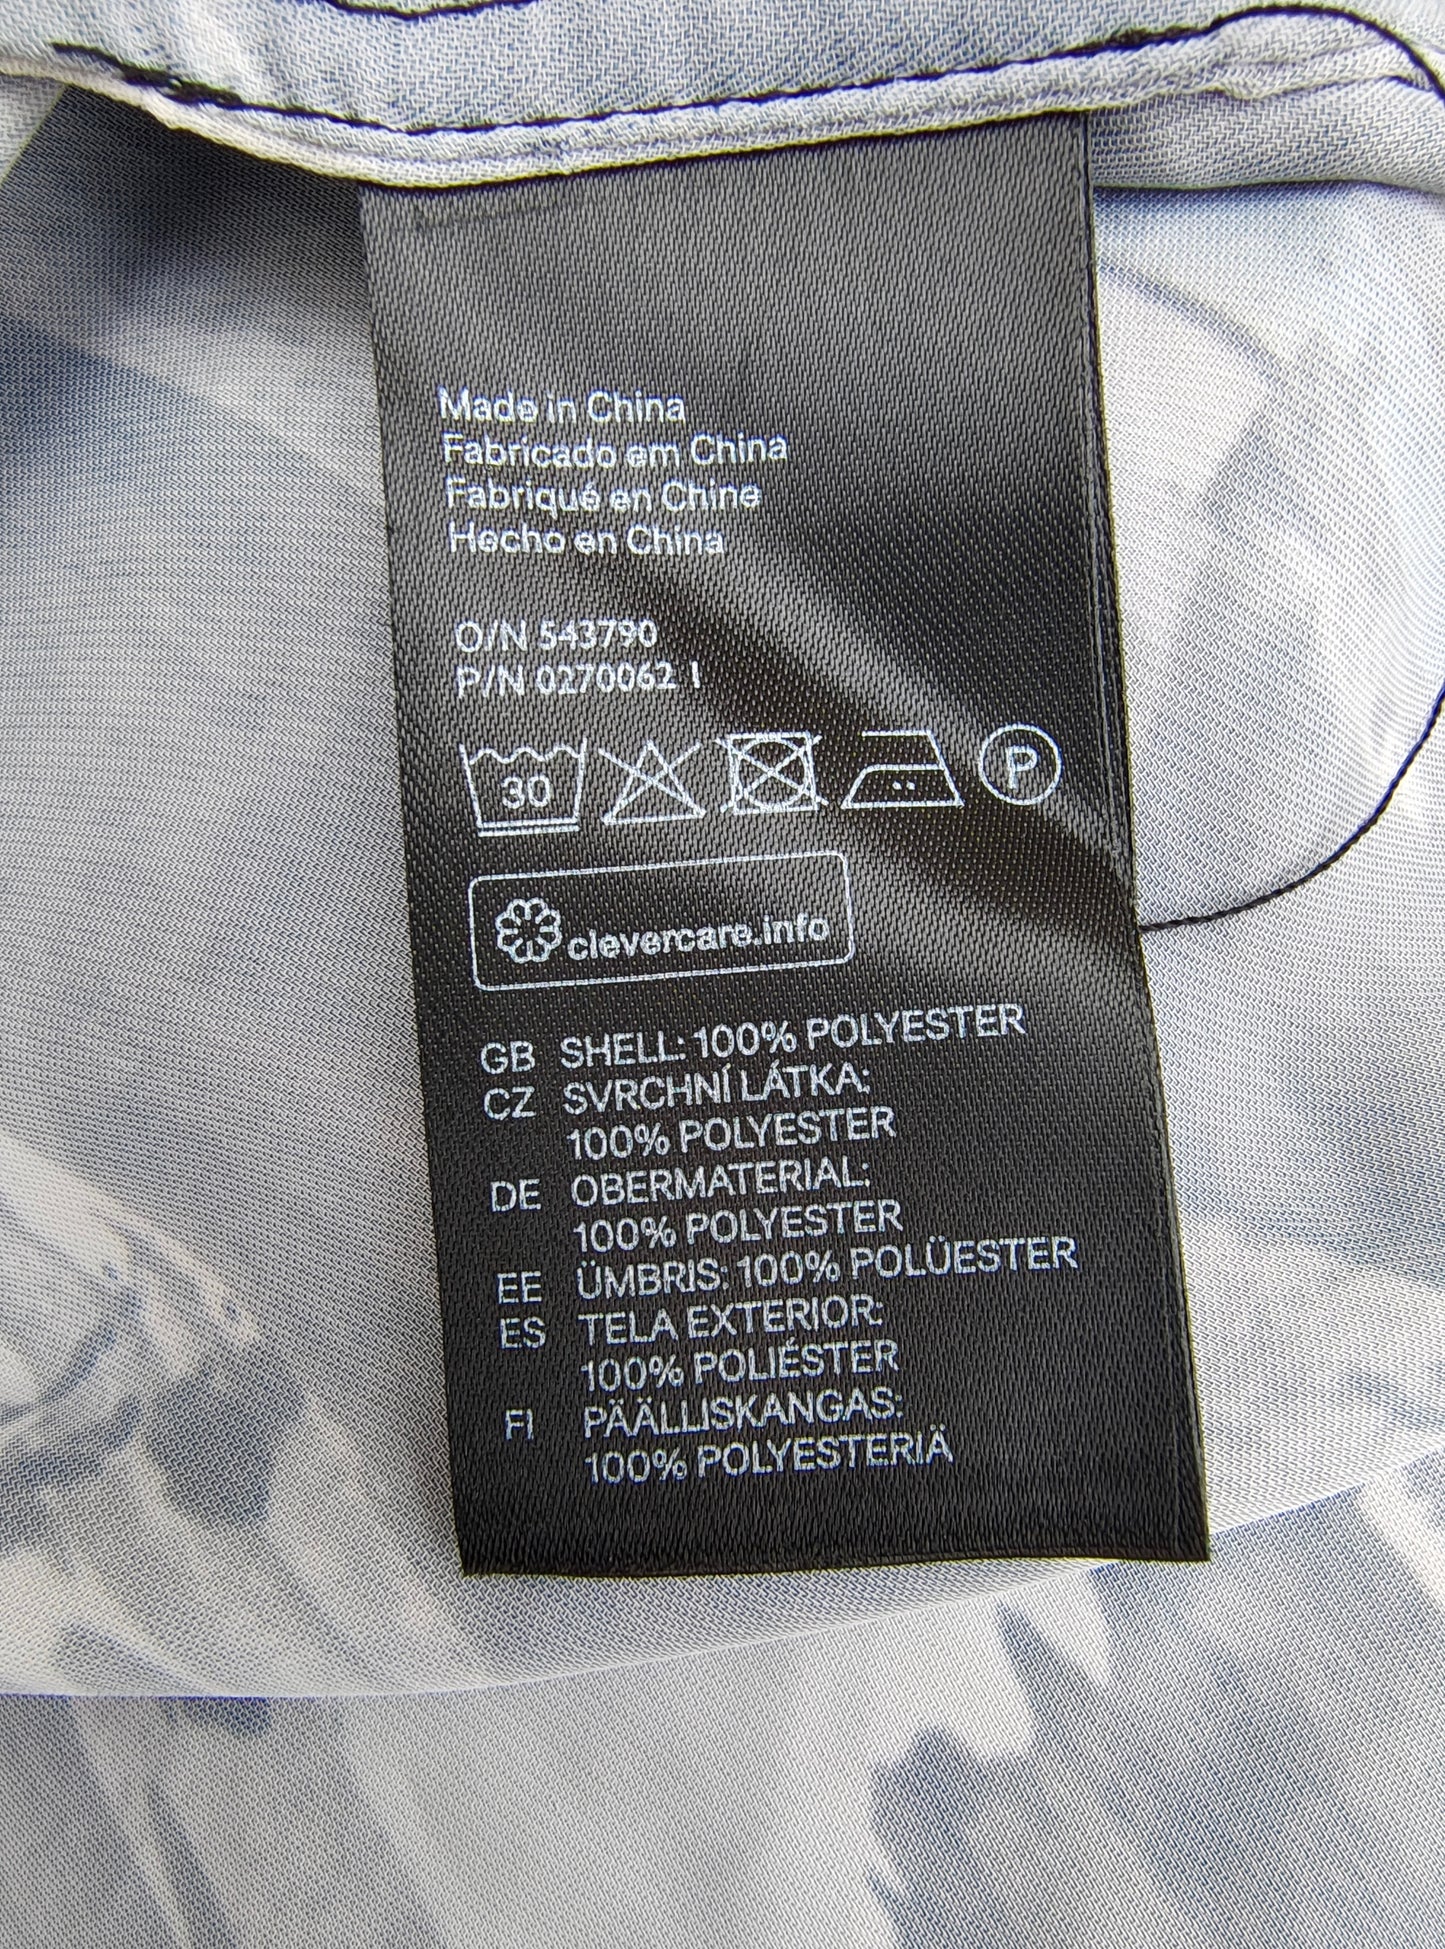 Made in China
Fabricado em China
Fabriqué en Chine
Hecho en China
O/N 543790
P/N 0270062 1
30 P
clevercare.info
GB SHELL: 100% POLYESTER
CZ SVRCHNÍ LÁTKA:
100% POLYESTER
DE OBERMATERIAL:
100% POLYESTER
EE ÜMBRIS: 100% POLÜESTER
ES TELA EXTERIOR:
100% POLIÉSTER
FI PÄÄLLISKANGAS:
100% POLYESTERIÄ